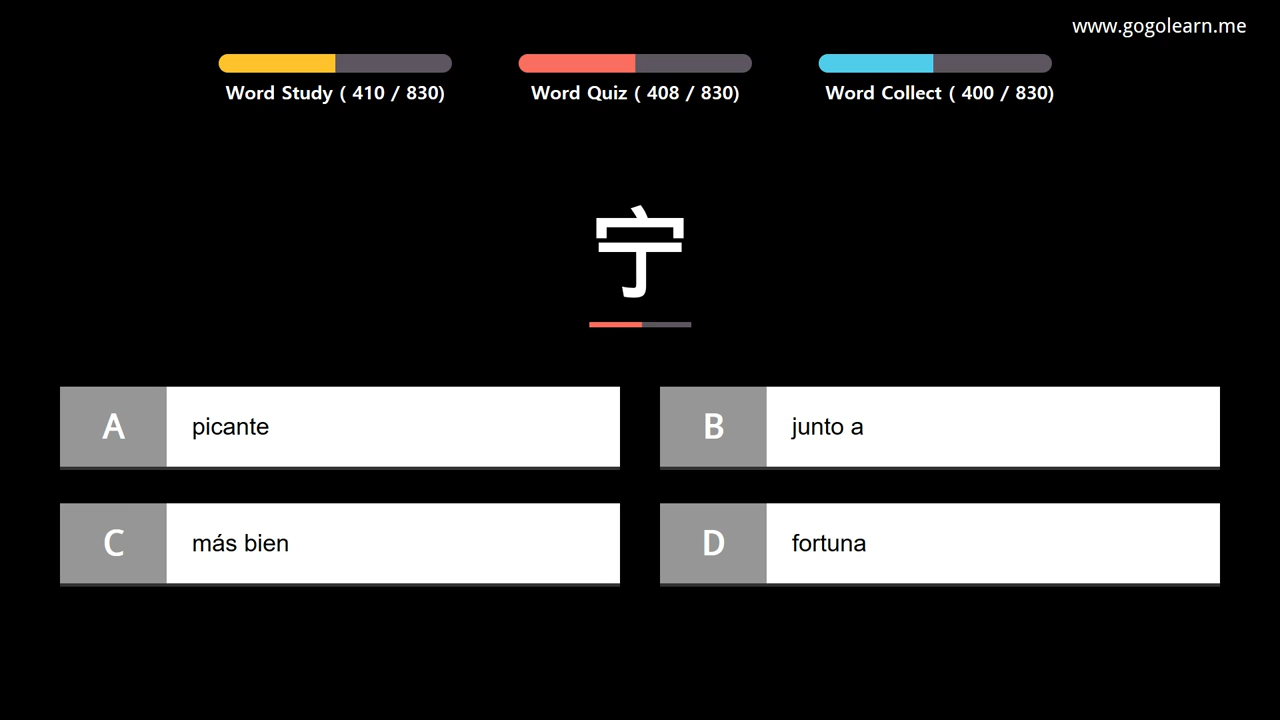 www.gogolearn.me
Word Study ( 410 / 830)
Word Quiz ( 408 / 830)
Word Collect ( 400 / 830)
宁
A picante
B junto a
C más bien
D fortuna